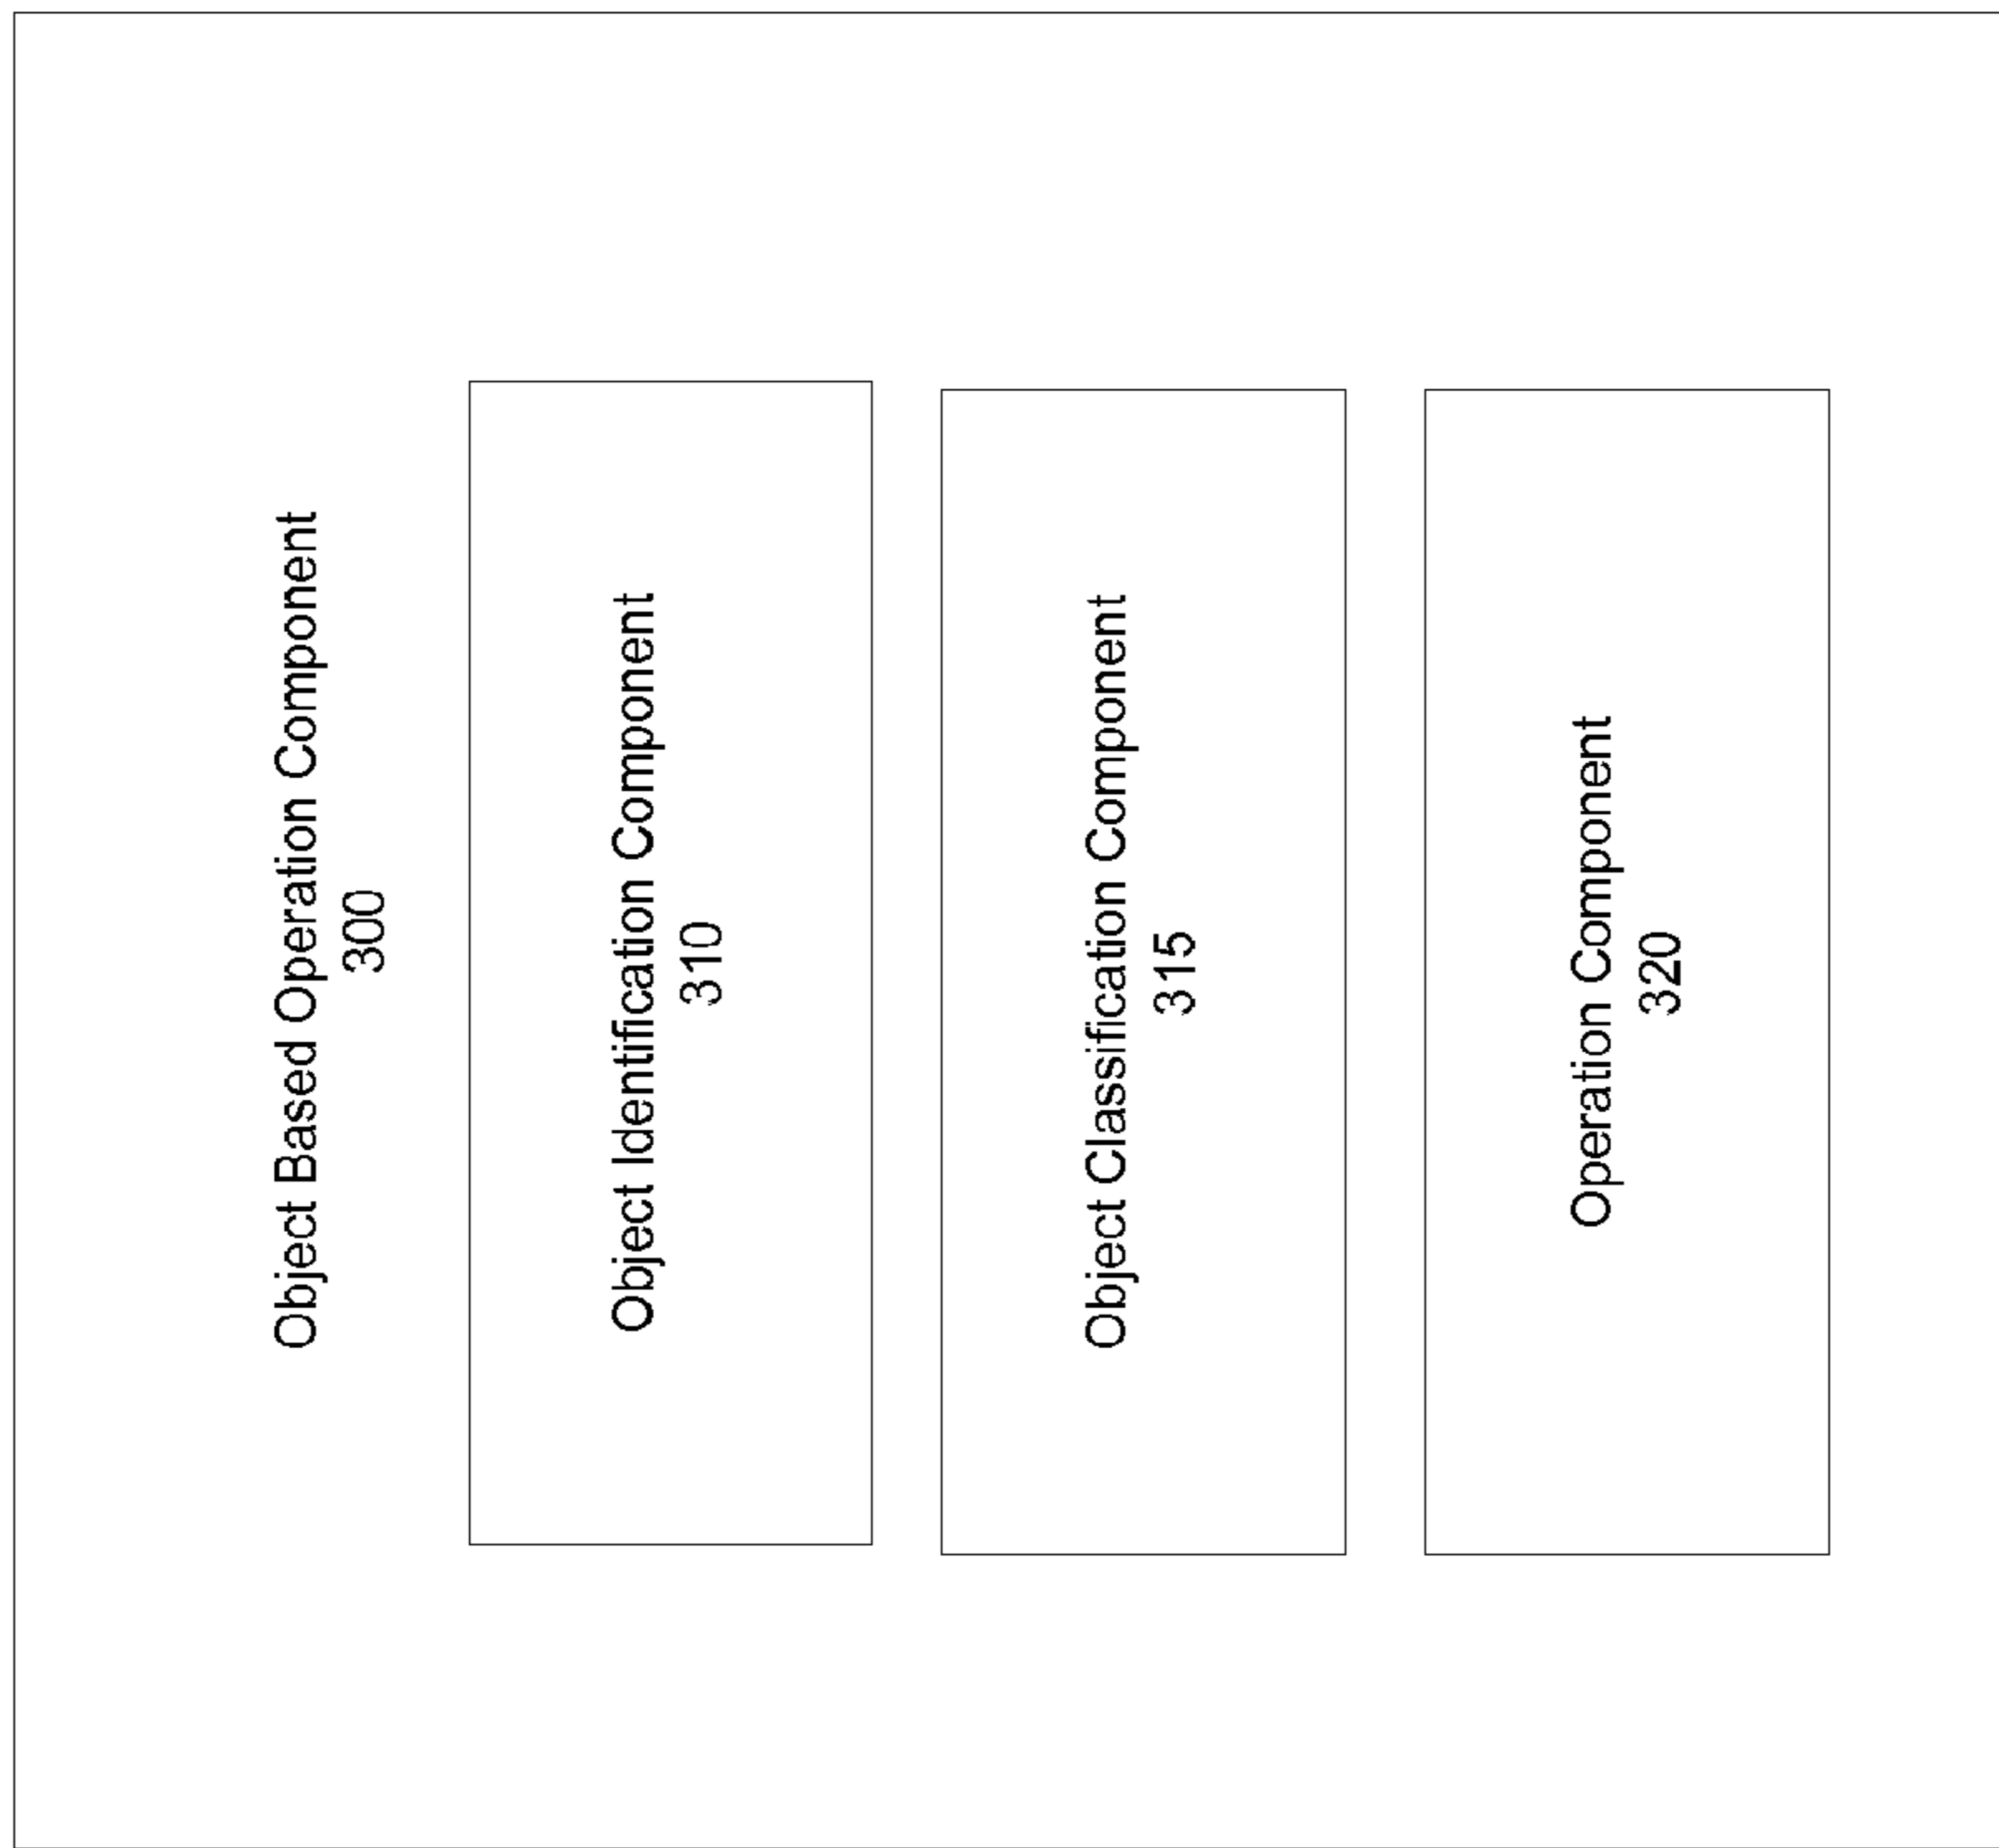 Object Based Operation Component
300
Object Identification Component
310
Object Classification Component
315
Operation Component
320